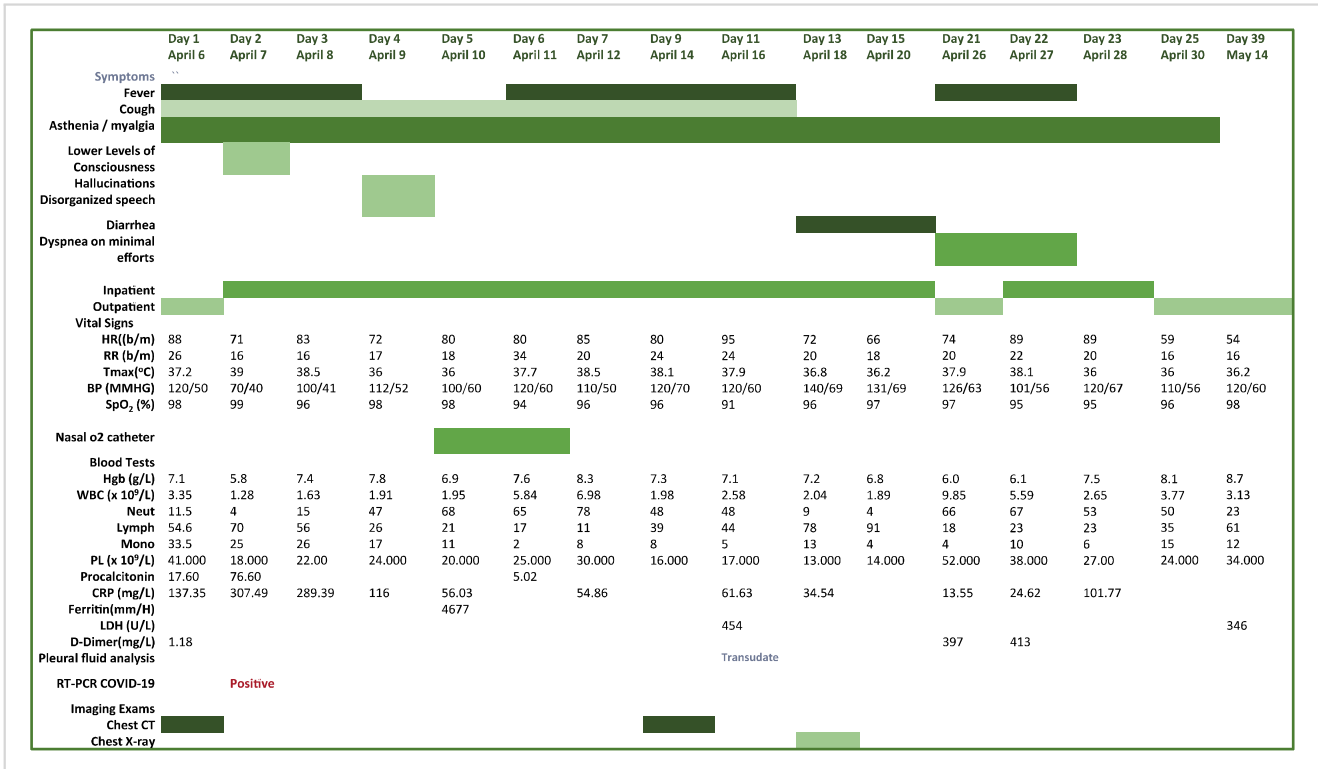 Day 1 Day 2 Day 3 Day 4 Day 5 Day 6 Day 7 Day 9 Day 11 Day 13 Day 15 Day 21 Day 22 Day 23 Day 25 Day 39
April 6 April 7 April 8 April 9 April 10 April 11 April 12 April 14 April 16 April 18 April 20 April 26 April 27 April 28 April 30 May 14
Symptoms ``
Fever
Cough
Asthenia / myalgia
Lower Levels of
Consciousness
Hallucinations
Disorganized speech
Diarrhea
Dyspnea on minimal
efforts
Inpatient
Outpatient
Vital Signs
HR((b/m) 88 71 83 72 80 80 85 80 95 72 66 74 89 89 59 54
RR (b/m) 26 16 16 17 18 34 20 24 24 20 18 20 22 20 16 16
Tmax(ºC) 37.2 39 38.5 36 36 37.7 38.5 38.1 37.9 36.8 36.2 37.9 38.1 36 36 36.2
BP (MMHG) 120/50 70/40 100/41 112/52 100/60 120/60 110/50 120/70 120/60 140/69 131/69 126/63 101/56 120/67 110/56 120/60
SpO₂ (%) 98 99 96 98 98 94 96 96 91 96 97 97 95 95 96 98
Nasal o2 catheter
Blood Tests
Hgb (g/L) 7.1 5.8 7.4 7.8 6.9 7.6 8.3 7.3 7.1 7.2 6.8 6.0 6.1 7.5 8.1 8.7
WBC (x 10⁹/L) 3.35 1.28 1.63 1.91 1.95 5.84 6.98 1.98 2.58 2.04 1.89 9.85 5.59 2.65 3.77 3.13
Neut 11.5 4 15 47 68 65 78 48 48 9 4 66 67 53 50 23
Lymph 54.6 70 56 26 21 17 11 39 44 78 91 18 23 23 35 61
Mono 33.5 25 26 17 11 2 8 8 5 13 4 4 10 6 15 12
PL (x 10⁹/L) 41.000 18.000 22.00 24.000 20.000 25.000 30.000 16.000 17.000 13.000 14.000 52.000 38.000 27.00 24.000 34.000
Procalcitonin 17.60 76.60 5.02
CRP (mg/L) 137.35 307.49 289.39 116 56.03 54.86 61.63 34.54 13.55 24.62 101.77
Ferritin(mm/H) 4677
LDH (U/L) 454 346
D-Dimer(mg/L) 1.18 397 413
Pleural fluid analysis Transudate
RT-PCR COVID-19 Positive
Imaging Exams
Chest CT
Chest X-ray